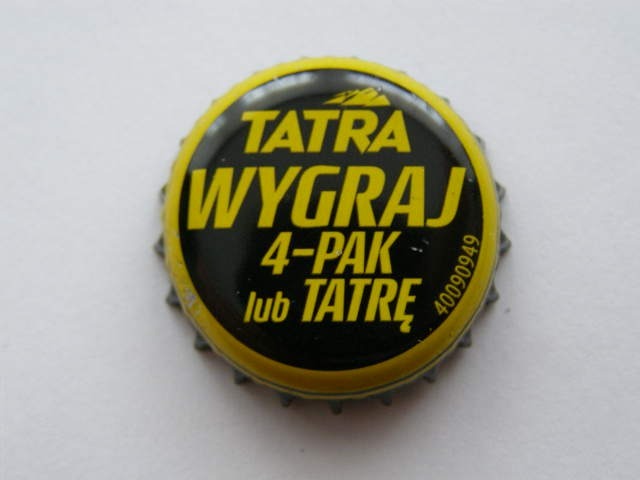 TATRA
WYGRAJ
4-PAK
lub TATRĘ
40090949